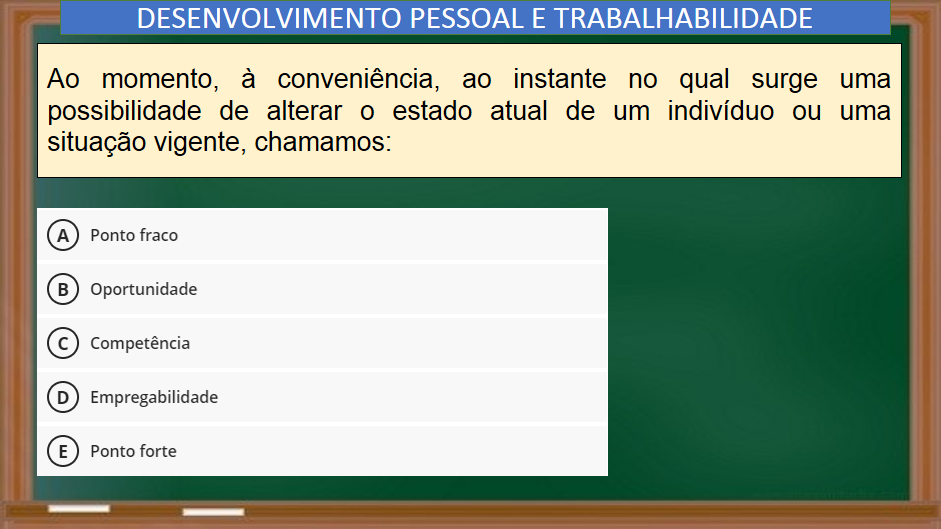 DESENVOLVIMENTO PESSOAL E TRABALHABILIDADE
Ao momento, à conveniência, ao instante no qual surge uma
possibilidade de alterar o estado atual de um indivíduo ou uma
situação vigente, chamamos:
A Ponto fraco
B Oportunidade
C Competência
D Empregabilidade
E Ponto forte